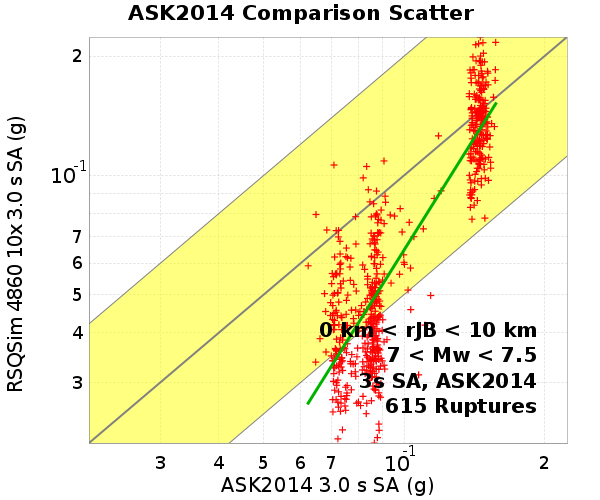 ASK2014 Comparison Scatter
RSQSim 4860 10x 3.0 s SA (g)
2
10-1
7
6
5
4
3
0 km < rJB < 10 km
7 < Mw < 7.5
3s SA, ASK2014
615 Ruptures
3 4 5 6 7 10-1 2
ASK2014 3.0 s SA (g)